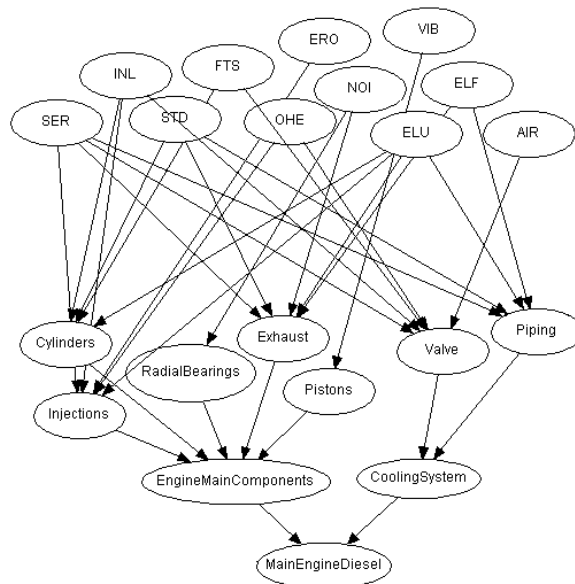 ERO
VIB
INL
FTS
NOI
ELF
SER
STD
OHE
ELU
AIR
Cylinders
Exhaust
Valve
Piping
RadialBearings
Pistons
Injections
EngineMainComponents
CoolingSystem
MainEngineDiesel